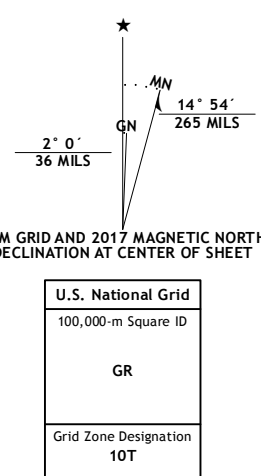 ★
MN
14° 54´
265 MILS
GN
2° 0´
36 MILS
M GRID AND 2017 MAGNETIC NORTH
DECLINATION AT CENTER OF SHEET
U.S. National Grid
100,000-m Square ID
GR
Grid Zone Designation
10T